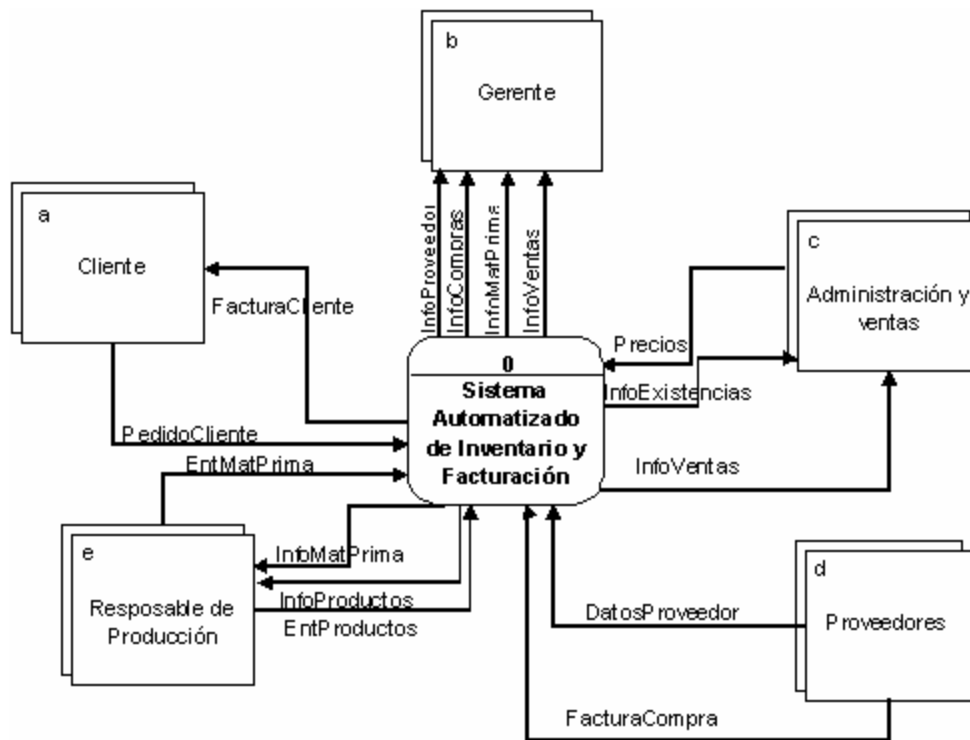 b
Gerente
a
Cliente
c
Administración y
ventas
InfoProveedor
InfoCompras
InfoMatPrima
InfoVentas
FacturaCliente
Precios
InfoExistencias
0
Sistema
Automatizado
de Inventario y
Facturación
PedidoCliente
EntMatPrima
InfoVentas
e
Resposable de
Producción
InfoMatPrima
InfoProductos
EntProductos
d
Proveedores
DatosProveedor
FacturaCompra